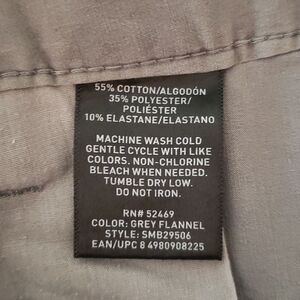 55% COTTON/ALGODÓN
35% POLYESTER/
POLIÉSTER
10% ELASTANE/ELASTANO
MACHINE WASH COLD
GENTLE CYCLE WITH LIKE
COLORS. NON-CHLORINE
BLEACH WHEN NEEDED.
TUMBLE DRY LOW.
DO NOT IRON.
RN# 52469
COLOR: GREY FLANNEL
STYLE: SMB29506
EAN/UPC 8 4980908225